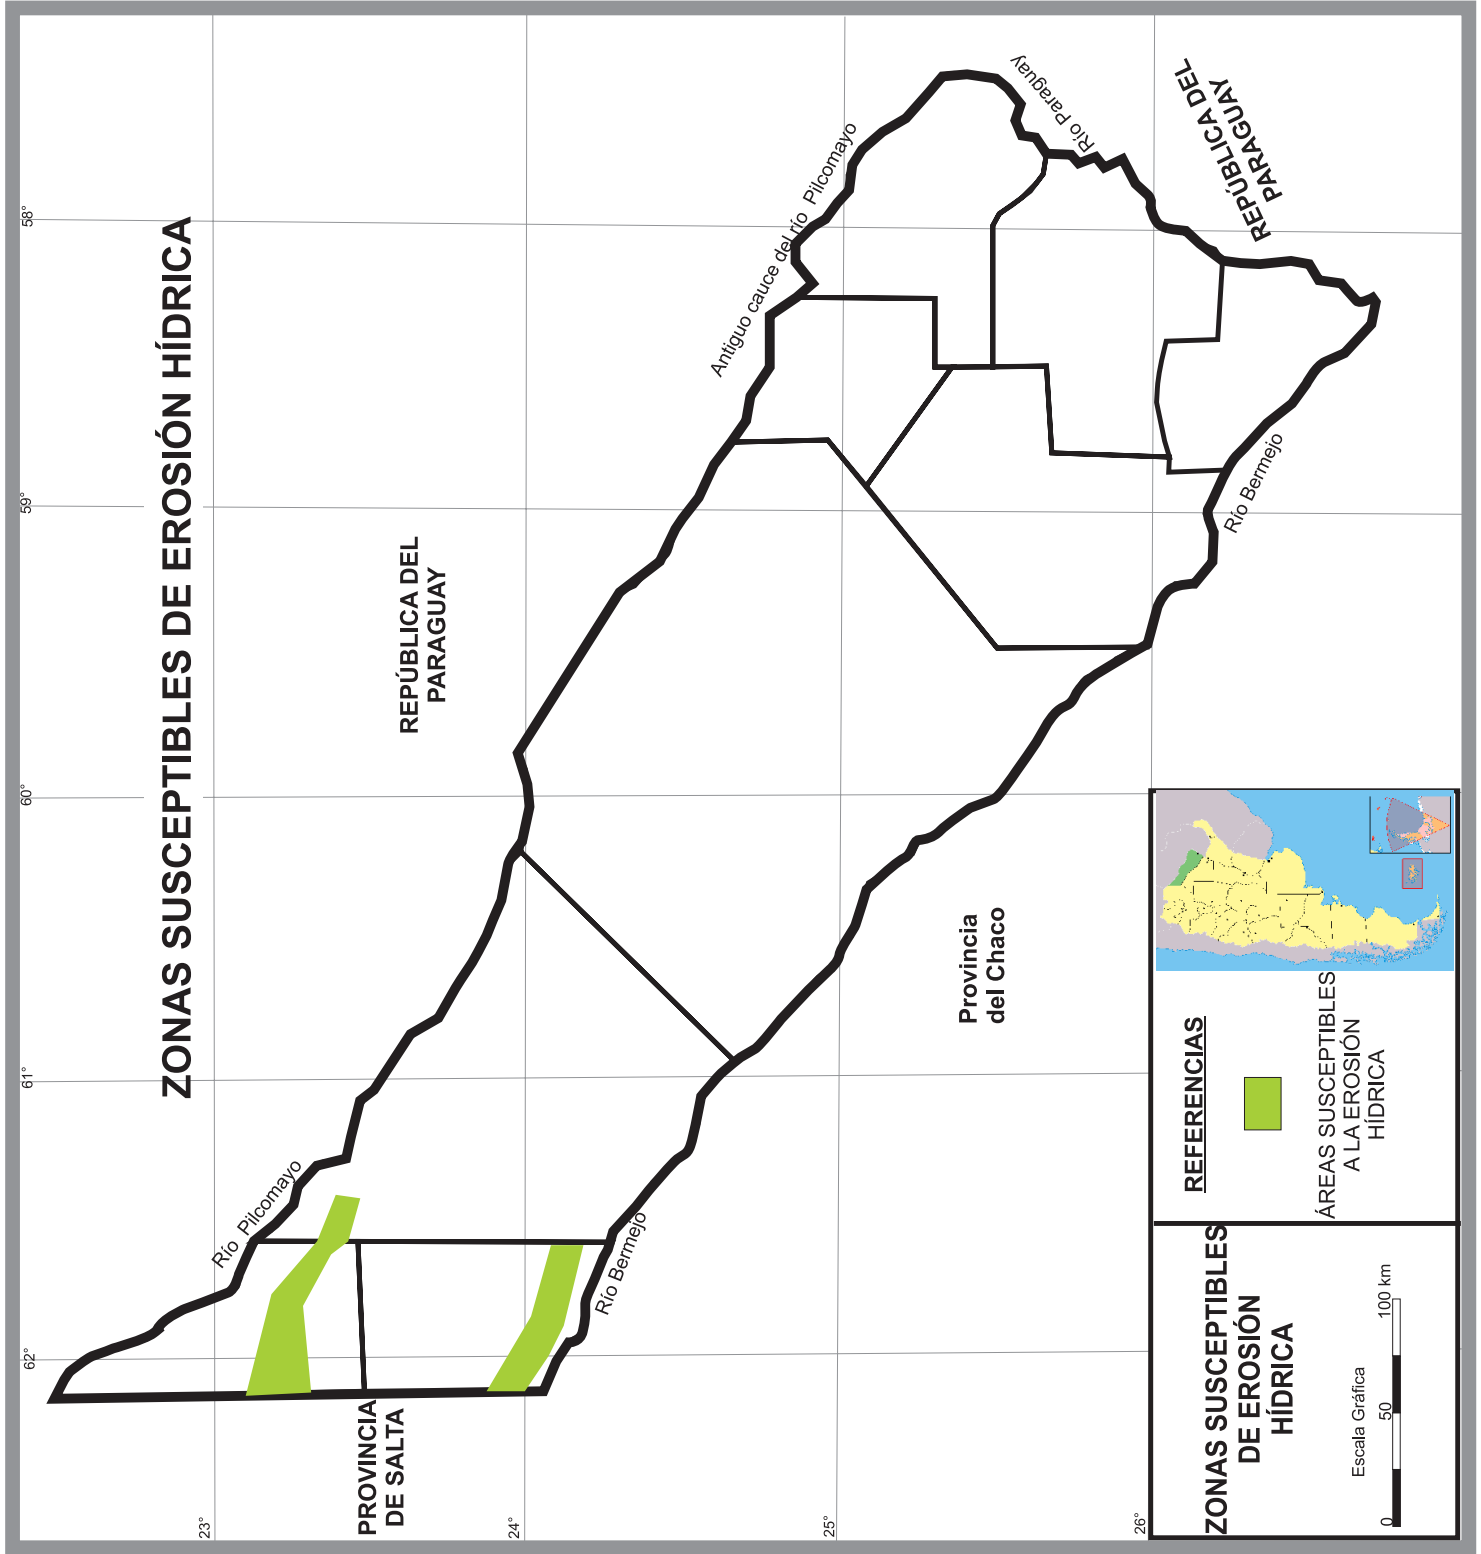 ZONAS SUSCEPTIBLES DE EROSIÓN HÍDRICA
23°
24°
25°
26°
62°
61°
60°
59°
58°
REPÚBLICA DEL
PARAGUAY
Río Pilcomayo
Antiguo cauce del río Pilcomayo
Río Paraguay
REPÚBLICA DEL
PARAGUAY
PROVINCIA
DE SALTA
Río Bermejo
Provincia
del Chaco
Río Bermejo
ZONAS SUSCEPTIBLES
DE EROSIÓN
HÍDRICA
Escala Gráfica
0 50 100 km
REFERENCIAS
ÁREAS SUSCEPTIBLES
A LA EROSIÓN
HÍDRICA